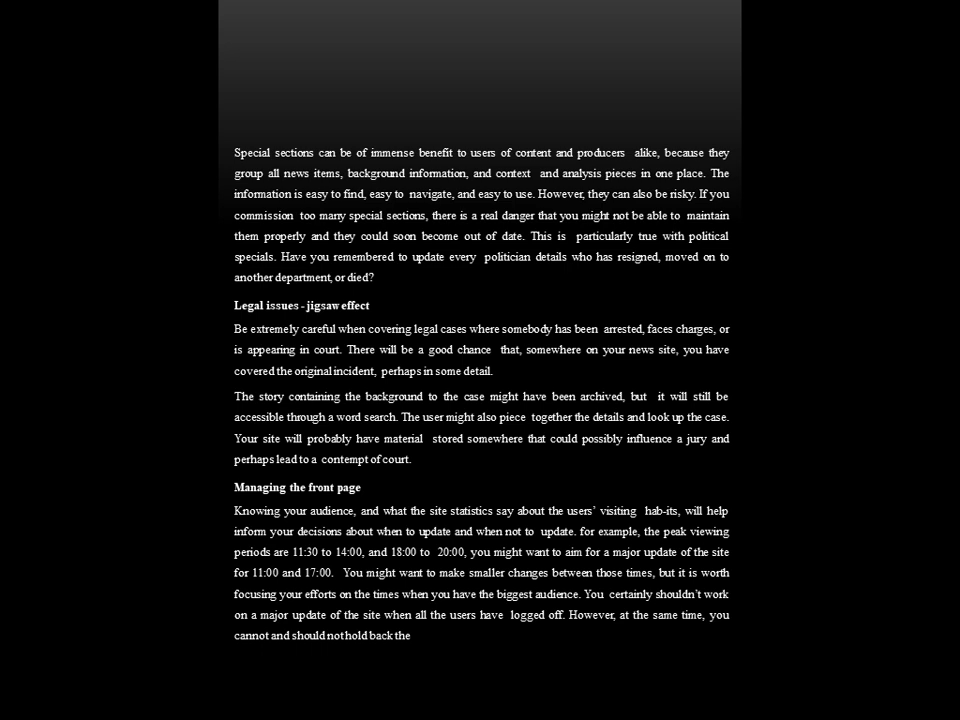 Special sections can be of immense benefit to users of content and producers alike, because they
group all news items, background information, and context and analysis pieces in one place. The
information is easy to find, easy to navigate, and easy to use. However, they can also be risky. If you
commission too many special sections, there is a real danger that you might not be able to maintain
them properly and they could soon become out of date. This is particularly true with political
specials. Have you remembered to update every politician details who has resigned, moved on to
another department, or died?
Legal issues - jigsaw effect
Be extremely careful when covering legal cases where somebody has been arrested, faces charges, or
is appearing in court. There will be a good chance that, somewhere on your news site, you have
covered the original incident, perhaps in some detail.
The story containing the background to the case might have been archived, but it will still be
accessible through a word search. The user might also piece together the details and look up the case.
Your site will probably have material stored somewhere that could possibly influence a jury and
perhaps lead to a contempt of court.
Managing the front page
Knowing your audience, and what the site statistics say about the users’ visiting hab-its, will help
inform your decisions about when to update and when not to update. for example, the peak viewing
periods are 11:30 to 14:00, and 18:00 to 20:00, you might want to aim for a major update of the site
for 11:00 and 17:00. You might want to make smaller changes between those times, but it is worth
focusing your efforts on the times when you have the biggest audience. You certainly shouldn’t work
on a major update of the site when all the users have logged off. However, at the same time, you
cannot and should not hold back the